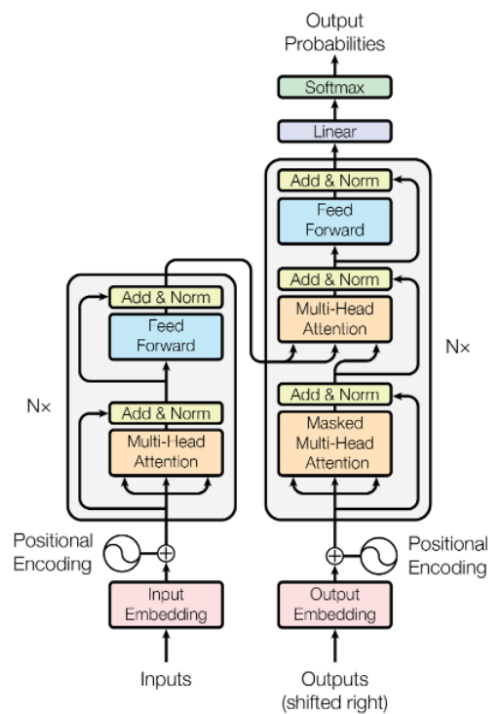 Output
Probabilities
Softmax
Linear
Add & Norm
Feed
Forward
Add & Norm
Multi-Head
Attention
Add & Norm
Masked
Multi-Head
Attention
Nx
Add & Norm
Feed
Forward
Add & Norm
Multi-Head
Attention
Nx
Positional
Encoding
Positional
Encoding
Input
Embedding
Output
Embedding
Inputs
Outputs
(shifted right)